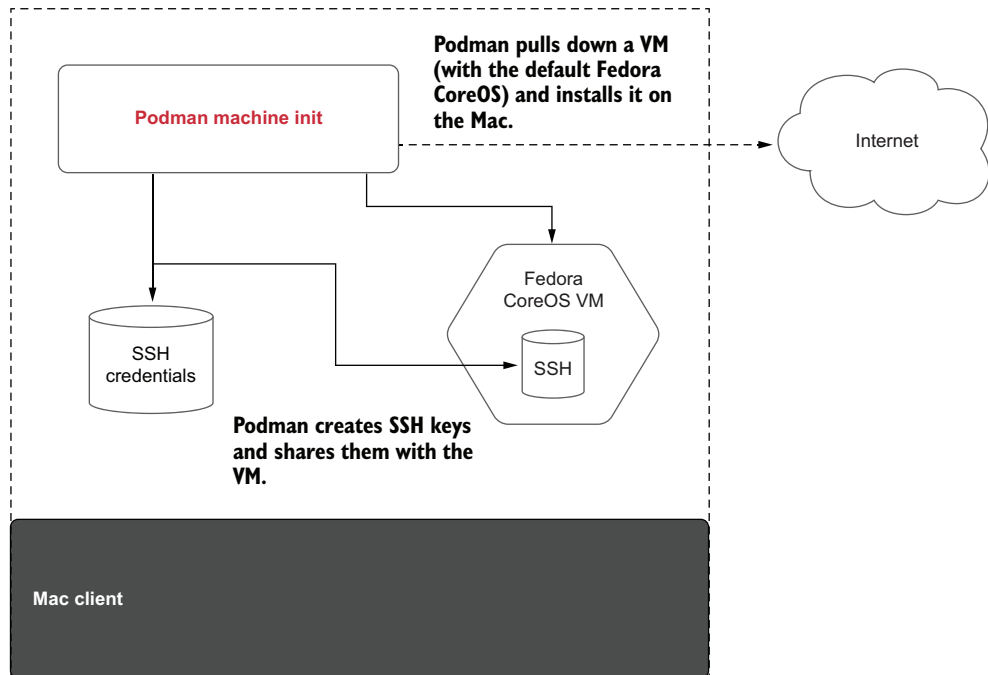 Podman pulls down a VM
(with the default Fedora
CoreOS) and installs it on
the Mac.
Podman machine init
Internet
Fedora
CoreOS VM
SSH
SSH
credentials
Podman creates SSH keys
and shares them with the
VM.
Mac client